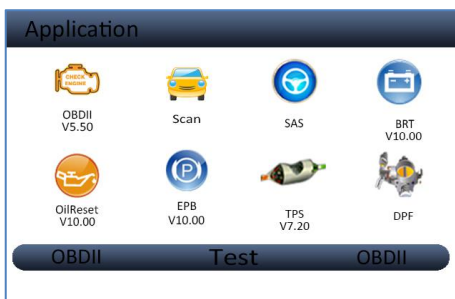 Application
CHECK
ENGINE
OBDII
V5.50
Scan
SAS
BRT
V10.00
P
OilReset
V10.00
EPB
V10.00
TPS
V7.20
DPF
OBDII Test OBDII